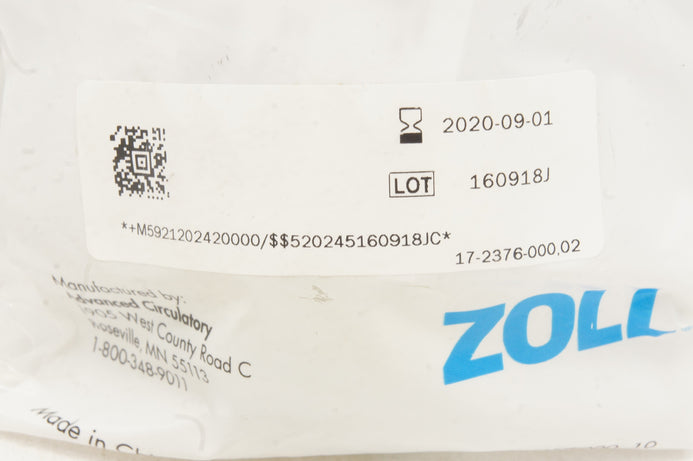 2020-09-01
LOT 160918J
*+M5921202420000/$$520245160918JC*
17-2376-000,02
Manufactured by:
Advanced Circulatory
1905 West County Road C
Roseville, MN 55113
1-800-348-9011
ZOLL
Made in